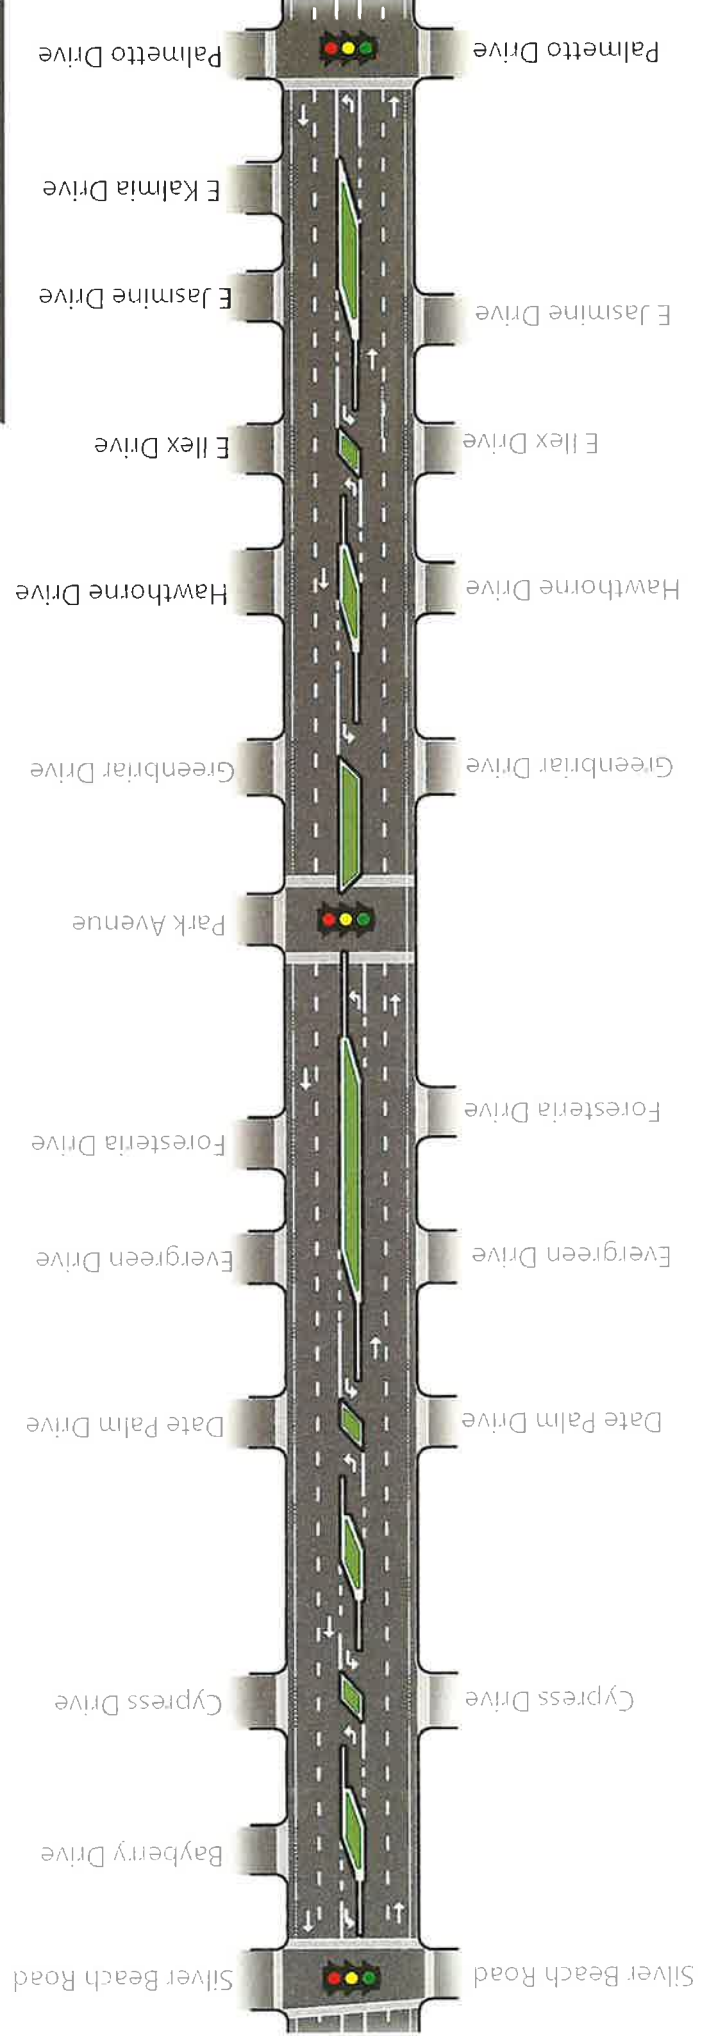 Silver Beach Road
Silver Beach Road
Bayberry Drive
Cypress Drive
Cypress Drive
Date Palm Drive
Date Palm Drive
Evergreen Drive
Evergreen Drive
Foresteria Drive
Foresteria Drive
Park Avenue
Greenbriar Drive
Greenbriar Drive
Hawthorne Drive
Hawthorne Drive
E Ilex Drive
E Ilex Drive
E Jasmine Drive
E Jasmine Drive
E Kalmia Drive
Palmetto Drive
Palmetto Drive